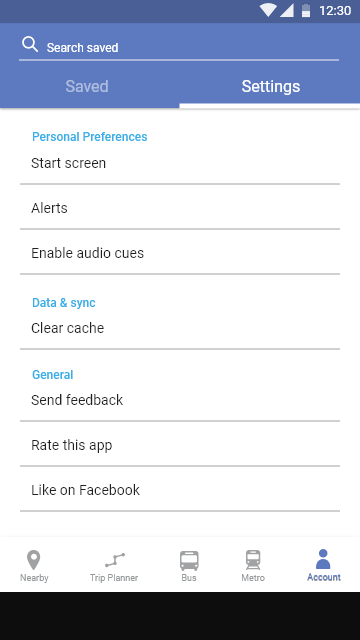 12:30
Search saved
Saved Settings
Personal Preferences
Start screen
Alerts
Enable audio cues
Data & sync
Clear cache
General
Send feedback
Rate this app
Like on Facebook
Nearby Trip Planner Bus Metro Account